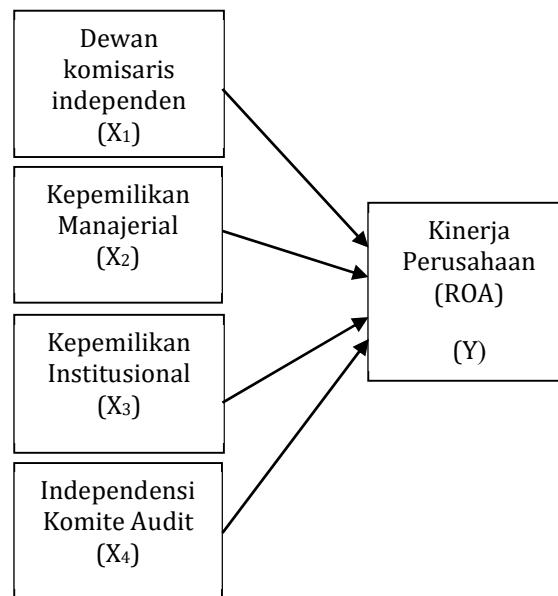 Dewan
komisaris
independen
(X₁)
Kepemilikan
Manajerial
(X₂)
Kepemilikan
Institusional
(X₃)
Independensi
Komite Audit
(X₄)
Kinerja
Perusahaan
(ROA)
(Y)